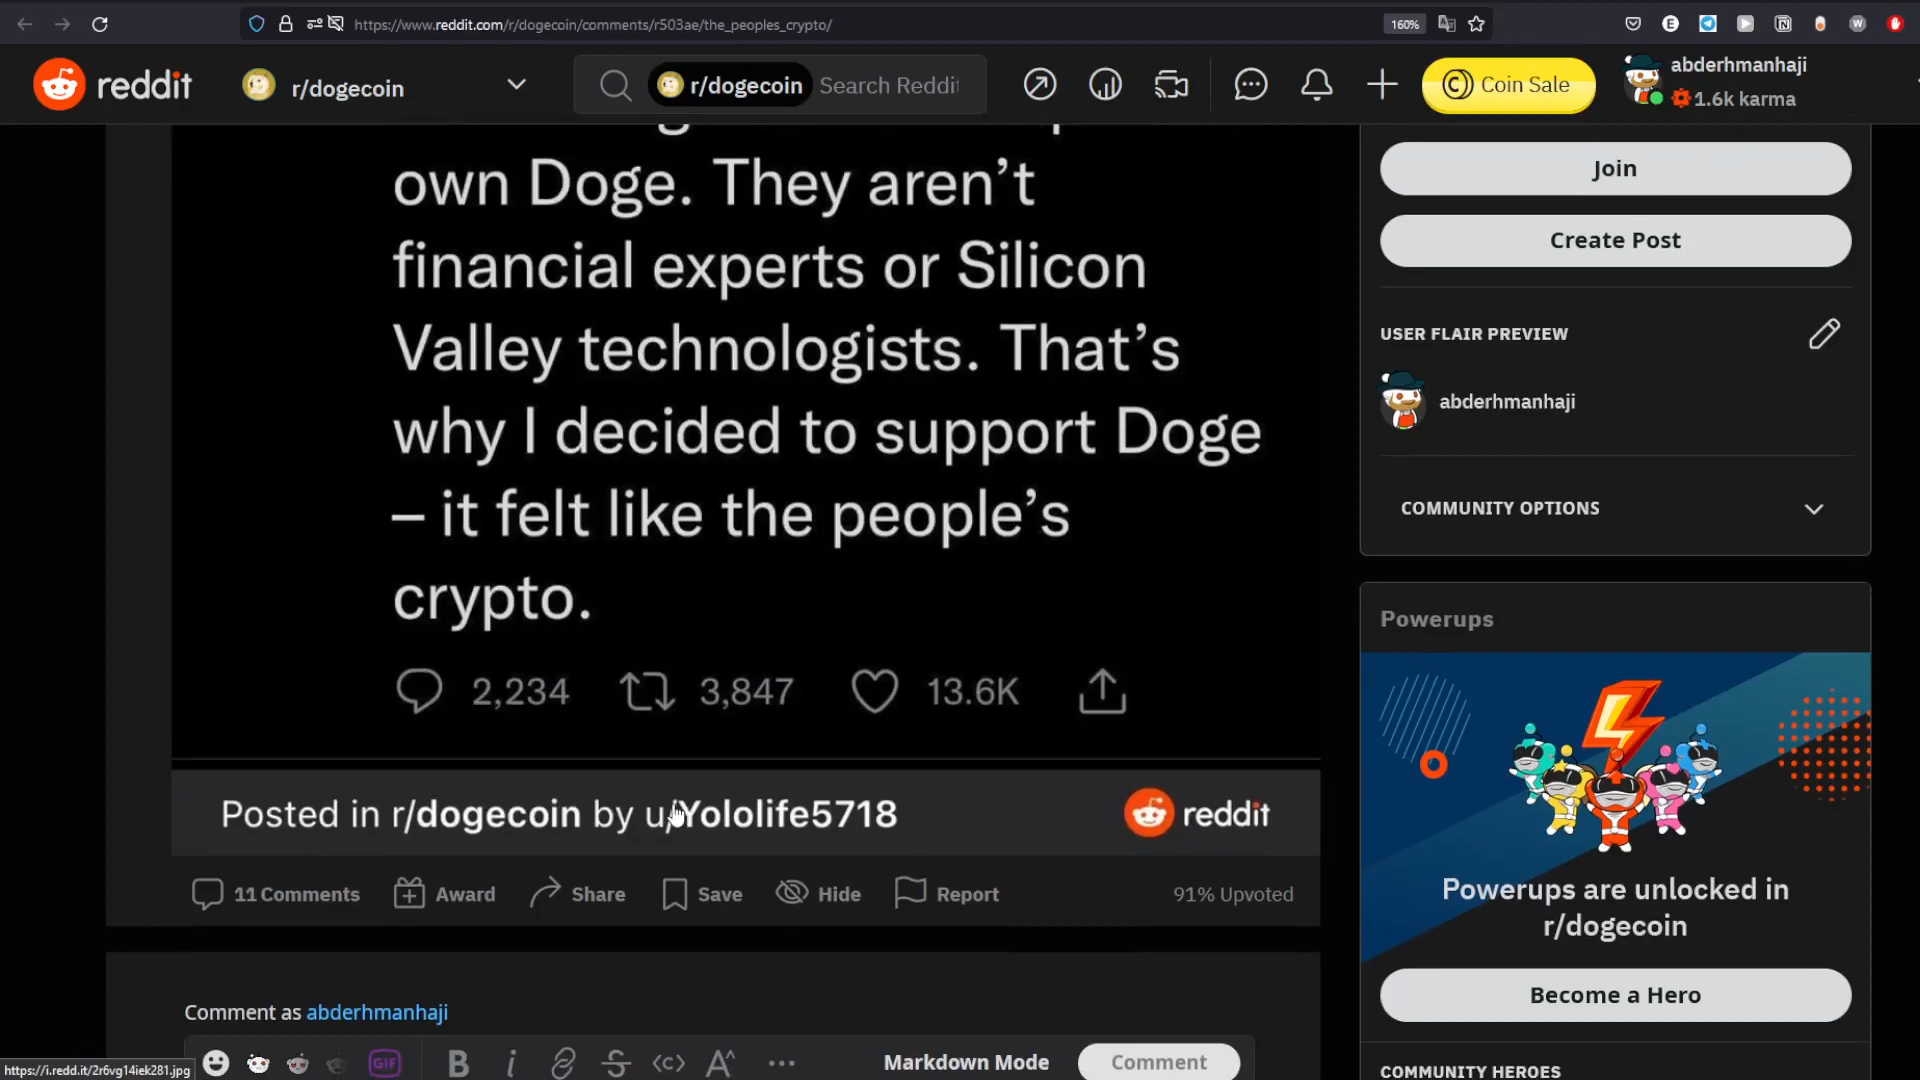 https://www.reddit.com/r/dogecoin/comments/r503ae/the_peoples_crypto/
160%
reddit
r/dogecoin
r/dogecoin Search Reddit
Coin Sale
abderhmanhaji
1.6k karma
own Doge. They aren’t
financial experts or Silicon
Valley technologists. That’s
why I decided to support Doge
– it felt like the people’s
crypto.
2,234
3,847
13.6K
Posted in r/dogecoin by u/Yololife5718
reddit
11 Comments
Award
Share
Save
Hide
Report
91% Upvoted
Comment as abderhmanhaji
GIF
Markdown Mode
Comment
https://i.redd.it/2r6vg14iek281.jpg
Join
Create Post
USER FLAIR PREVIEW
abderhmanhaji
COMMUNITY OPTIONS
Powerups
Powerups are unlocked in
r/dogecoin
Become a Hero
COMMUNITY HEROES